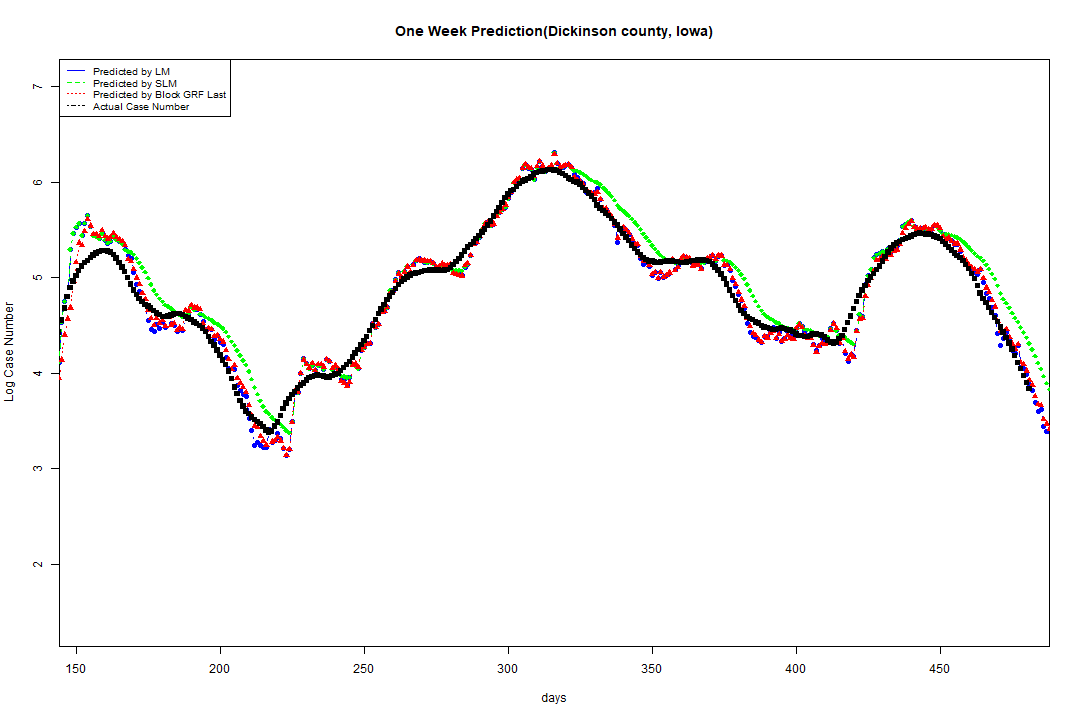 One Week Prediction(Dickinson county, Iowa)
Predicted by LM
Predicted by SLM
Predicted by Block GRF Last
Actual Case Number
7
6
5
4
3
2
Log Case Number
150 200 250 300 350 400 450
days